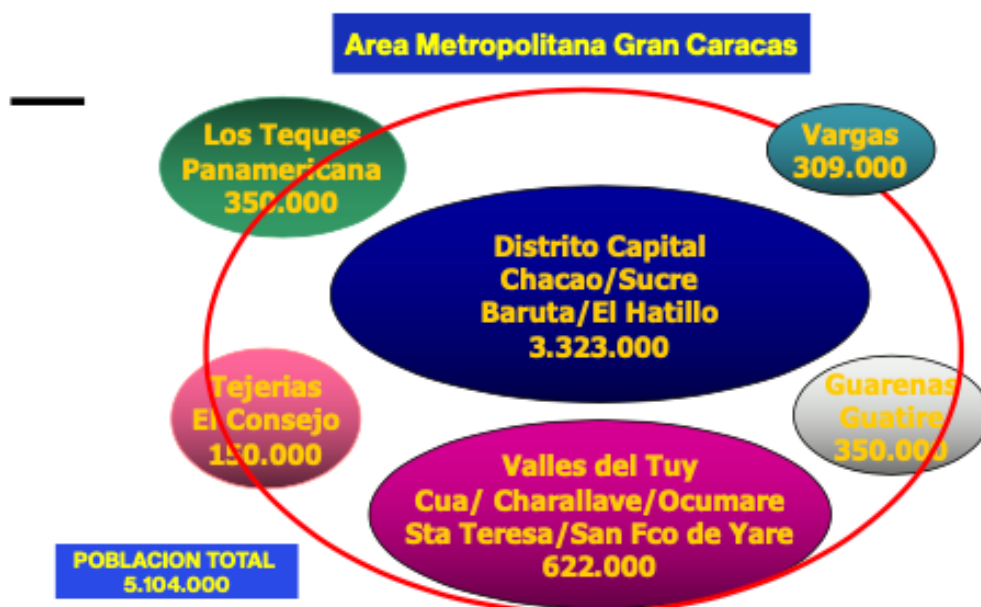 Area Metropolitana Gran Caracas
Los Teques
Panamericana
350.000
Vargas
309.000
Distrito Capital
Chacao/Sucre
Baruta/El Hatillo
3.323.000
Tejerias
El Consejo
150.000
Guarenas
Guatire
350.000
Valles del Tuy
Cua/ Charallave/Ocumare
Sta Teresa/San Fco de Yare
622.000
POBLACION TOTAL
5.104.000